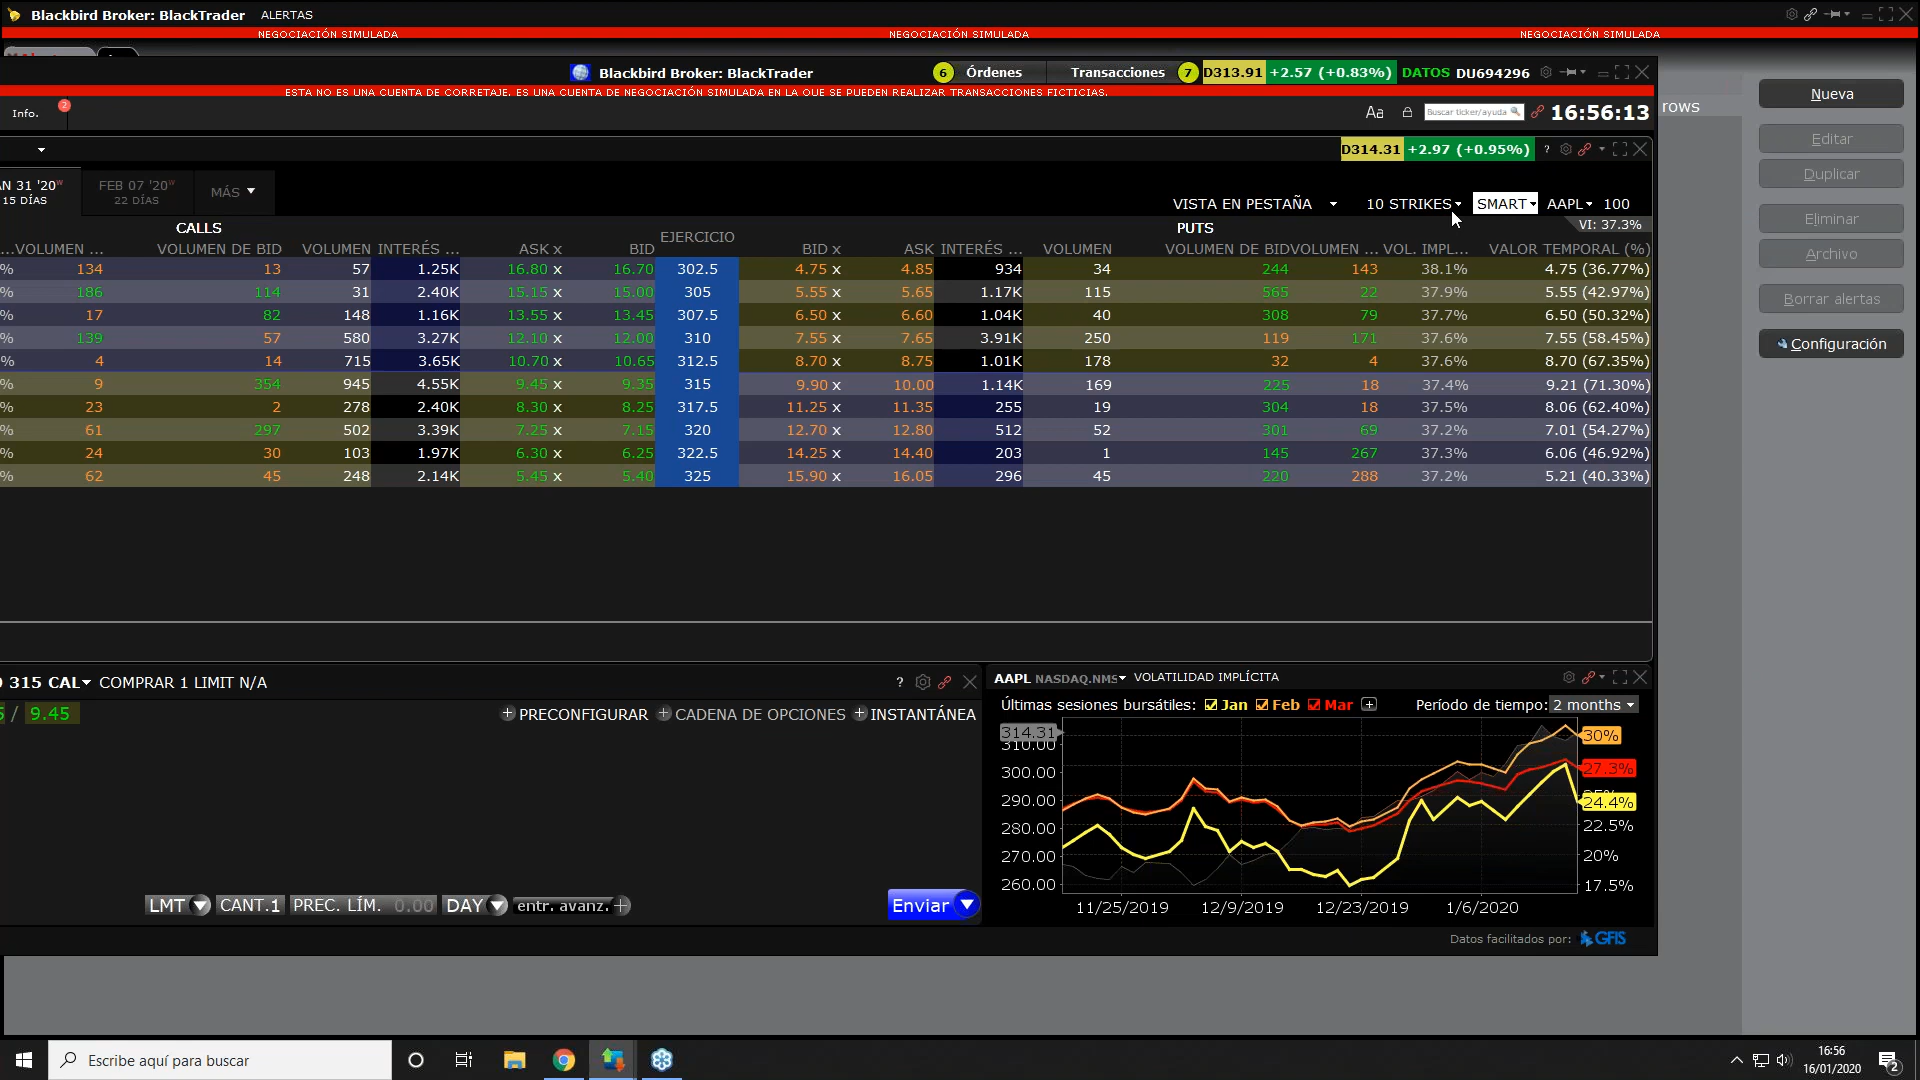 Blackbird Broker: BlackTrader ALERTAS
NEGOCIACIÓN SIMULADA NEGOCIACIÓN SIMULADA NEGOCIACIÓN SIMULADA
Blackbird Broker: BlackTrader 6 Órdenes Transacciones 7 D313.91 +2.57 (+0.83%) DATOS DU694296
ESTA NO ES UNA CUENTA DE CORRETAJE. ES UNA CUENTA DE NEGOCIACIÓN SIMULADA EN LA QUE SE PUEDEN REALIZAR TRANSACCIONES FICTICIAS.
Info. 2 Aa Buscar ticker/ayuda 16:56:13 rows
D314.31 +2.97 (+0.95%) ?
AN 31 '20W FEB 07 '20W MÁS
15 DÍAS 22 DÍAS
VISTA EN PESTAÑA 10 STRIKES SMART AAPL 100
CALLS EJERCICIO PUTS VI: 37.3%
...VOLUMEN ... VOLUMEN DE BID VOLUMEN INTERÉS ... ASK x BID BID x ASK INTERÉS ... VOLUMEN VOLUMEN DE BID VOLUMEN ... VOL. IMPL... VALOR TEMPORAL (%)
% 134 13 57 1.25K 16.80 x 16.70 302.5 4.75 x 4.85 934 34 244 143 38.1% 4.75 (36.77%)
% 186 114 31 2.40K 15.15 x 15.00 305 5.55 x 5.65 1.17K 115 565 22 37.9% 5.55 (42.97%)
% 17 82 148 1.16K 13.55 x 13.45 307.5 6.50 x 6.60 1.04K 40 308 79 37.7% 6.50 (50.32%)
% 139 57 580 3.27K 12.10 x 12.00 310 7.55 x 7.65 3.91K 250 119 171 37.6% 7.55 (58.45%)
% 4 14 715 3.65K 10.70 x 10.65 312.5 8.70 x 8.75 1.01K 178 32 4 37.6% 8.70 (67.35%)
% 9 354 945 4.55K 9.45 x 9.35 315 9.90 x 10.00 1.14K 169 225 18 37.4% 9.21 (71.30%)
% 23 2 278 2.40K 8.30 x 8.25 317.5 11.25 x 11.35 255 19 304 18 37.5% 8.06 (62.40%)
% 61 297 502 3.39K 7.25 x 7.15 320 12.70 x 12.80 512 52 301 69 37.2% 7.01 (54.27%)
% 24 30 103 1.97K 6.30 x 6.25 322.5 14.25 x 14.40 203 1 145 267 37.3% 6.06 (46.92%)
% 62 45 248 2.14K 5.45 x 5.40 325 15.90 x 16.05 296 45 220 288 37.2% 5.21 (40.33%)
315 CAL COMPRAR 1 LIMIT N/A ?
5 / 9.45 + PRECONFIGURAR + CADENA DE OPCIONES + INSTANTÁNEA
LMT CANT.1 PREC. LÍM. 0.00 DAY entr. avanz. + Enviar
AAPL NASDAQ.NMS VOLATILIDAD IMPLÍCITA
Últimas sesiones bursátiles: Jan Feb Mar + Período de tiempo: 2 months
314.31
310.00
300.00
290.00
280.00
270.00
260.00
30%
27.3%
25%
24.4%
22.5%
20%
17.5%
11/25/2019 12/9/2019 12/23/2019 1/6/2020
Datos facilitados por: GFIS
Nueva
Editar
Duplicar
Eliminar
Archivo
Borrar alertas
Configuración
Escribe aquí para buscar
16:56
16/01/2020
2